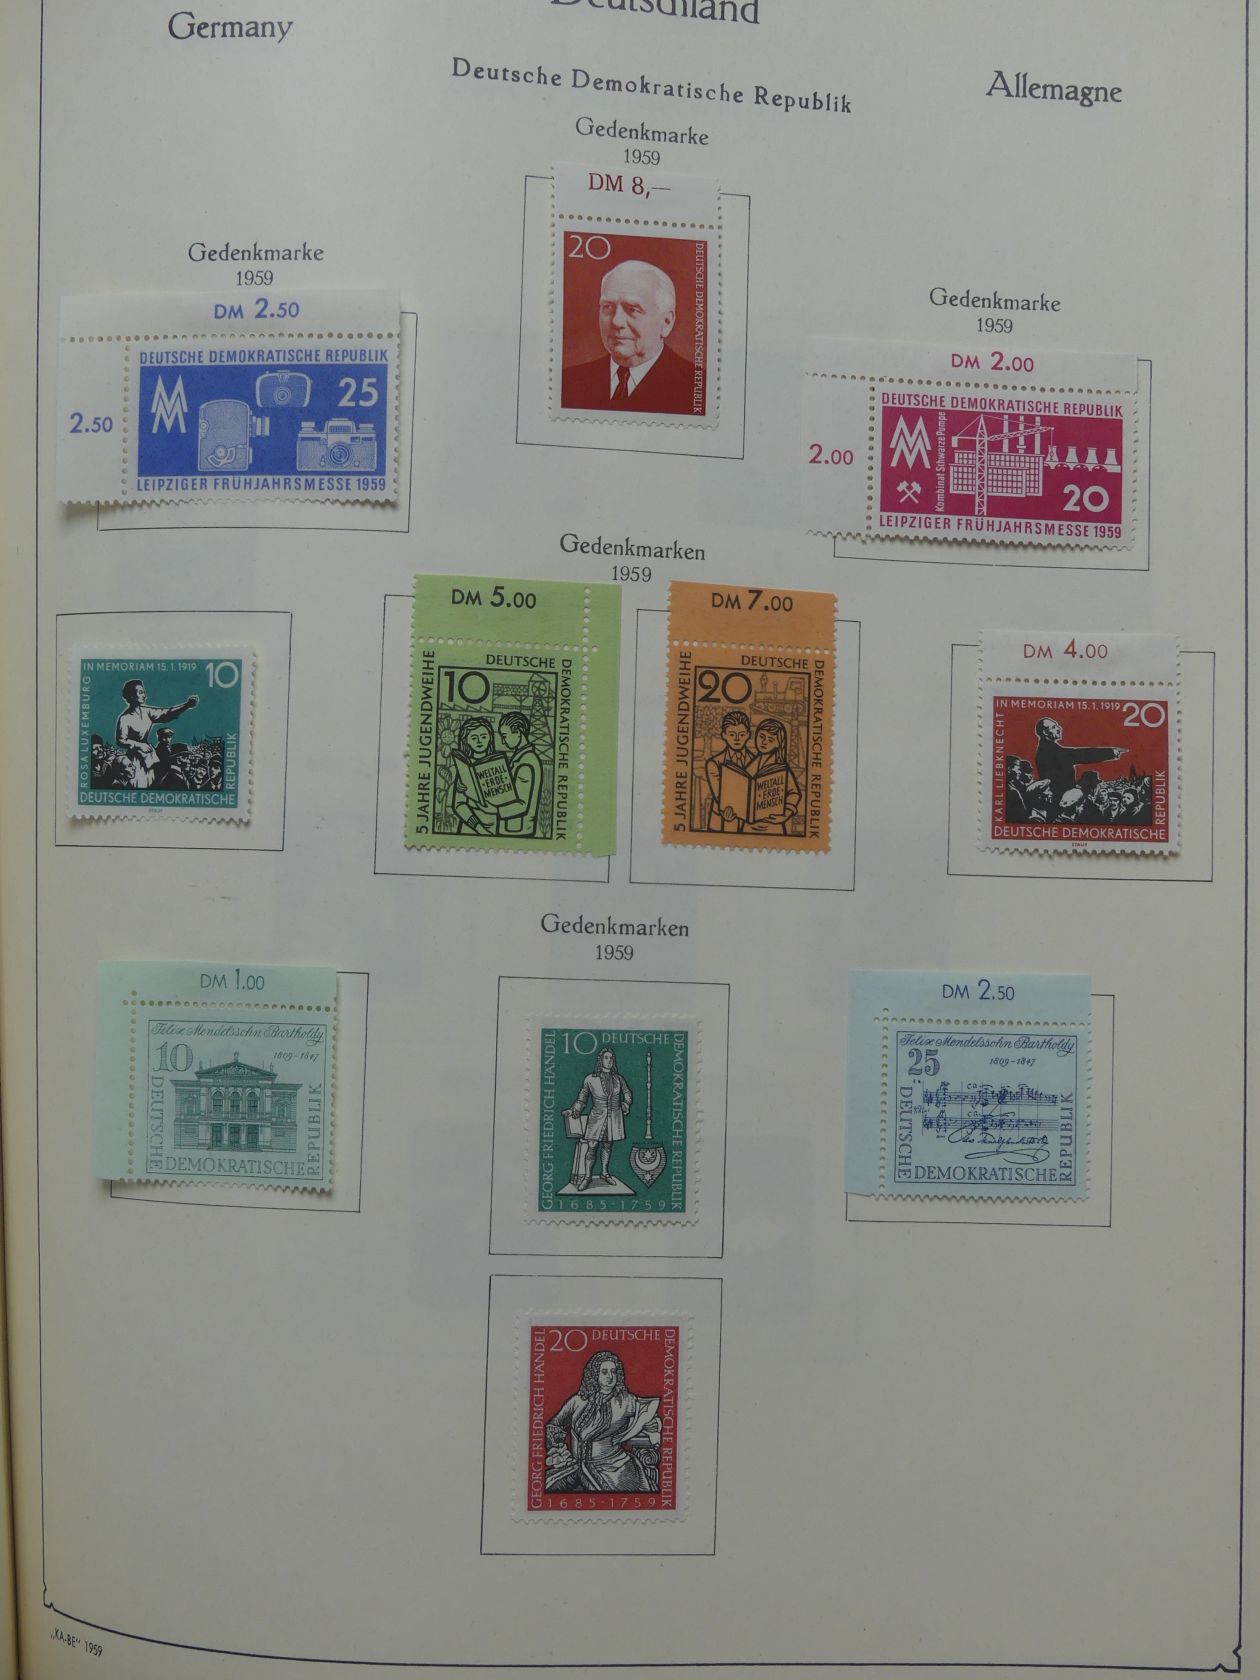 Deutschland
Germany
Deutsche Demokratische Republik
Allemagne
Gedenkmarke
1959
DM 8,—
20
DEUTSCHE DEMOKRATISCHE REPUBLIK
Gedenkmarke
1959
DM 2.50
2.50
DEUTSCHE DEMOKRATISCHE REPUBLIK
MM
25
LEIPZIGER FRÜHJAHRSMESSE 1959
Gedenkmarke
1959
DM 2.00
2.00
DEUTSCHE DEMOKRATISCHE REPUBLIK
MM
Kombinat Schwarze Pumpe
20
LEIPZIGER FRÜHJAHRSMESSE 1959
Gedenkmarken
1959
IN MEMORIAM 15.1.1919
10
ROSA LUXEMBURG
DEUTSCHE DEMOKRATISCHE
REPUBLIK
STAUF
DM 5.00
5 JAHRE JUGENDWEIHE
10
DEUTSCHE
DEMOKRATISCHE REPUBLIK
WELTALL
·ERDE·
MENSCH
DM 7.00
5 JAHRE JUGENDWEIHE
20
DEUTSCHE
DEMOKRATISCHE REPUBLIK
WELTALL
·ERDE·
MENSCH
DM 4.00
IN MEMORIAM 15.1.1919
20
KARL LIEBKNECHT
DEUTSCHE DEMOKRATISCHE
REPUBLIK
STAUF
Gedenkmarken
1959
DM 1.00
Felix Mendelssohn Bartholdy
10
1809-1847
DEUTSCHE
DEMOKRATISCHE
REPUBLIK
10
DEUTSCHE
DEMOKRATISCHE REPUBLIK
GEORG FRIEDRICH HÄNDEL
1685-1759
DM 2.50
Felix Mendelssohn Bartholdy
25
1809-1847
DEUTSCHE
DEMOKRATISCHE
REPUBLIK
20
DEUTSCHE
DEMOKRATISCHE REPUBLIK
GEORG FRIEDRICH HÄNDEL
1685-1759
„KA-BE" 1959